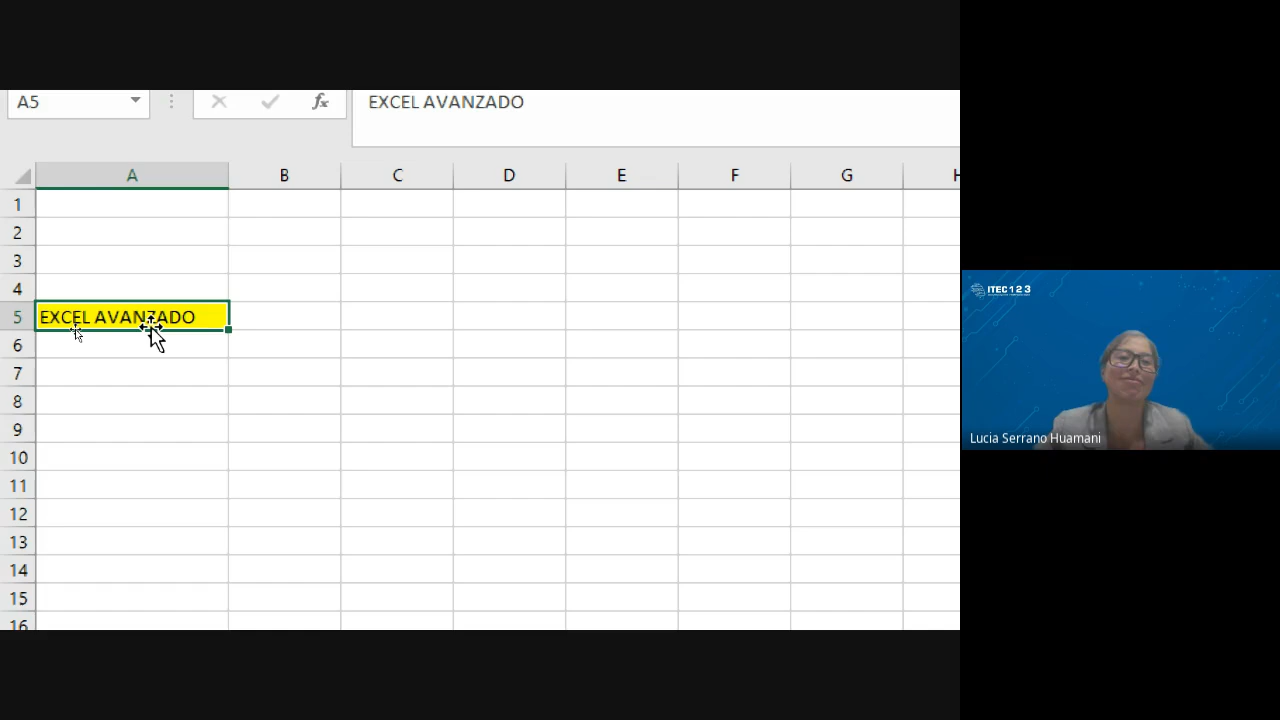 A5
fx
EXCEL AVANZADO
A B C D E F G H
1
2
3
4
5 EXCEL AVANZADO
6
7
8
9
10
11
12
13
14
15
16
ITEC 1 2 3
Lucia Serrano Huamani